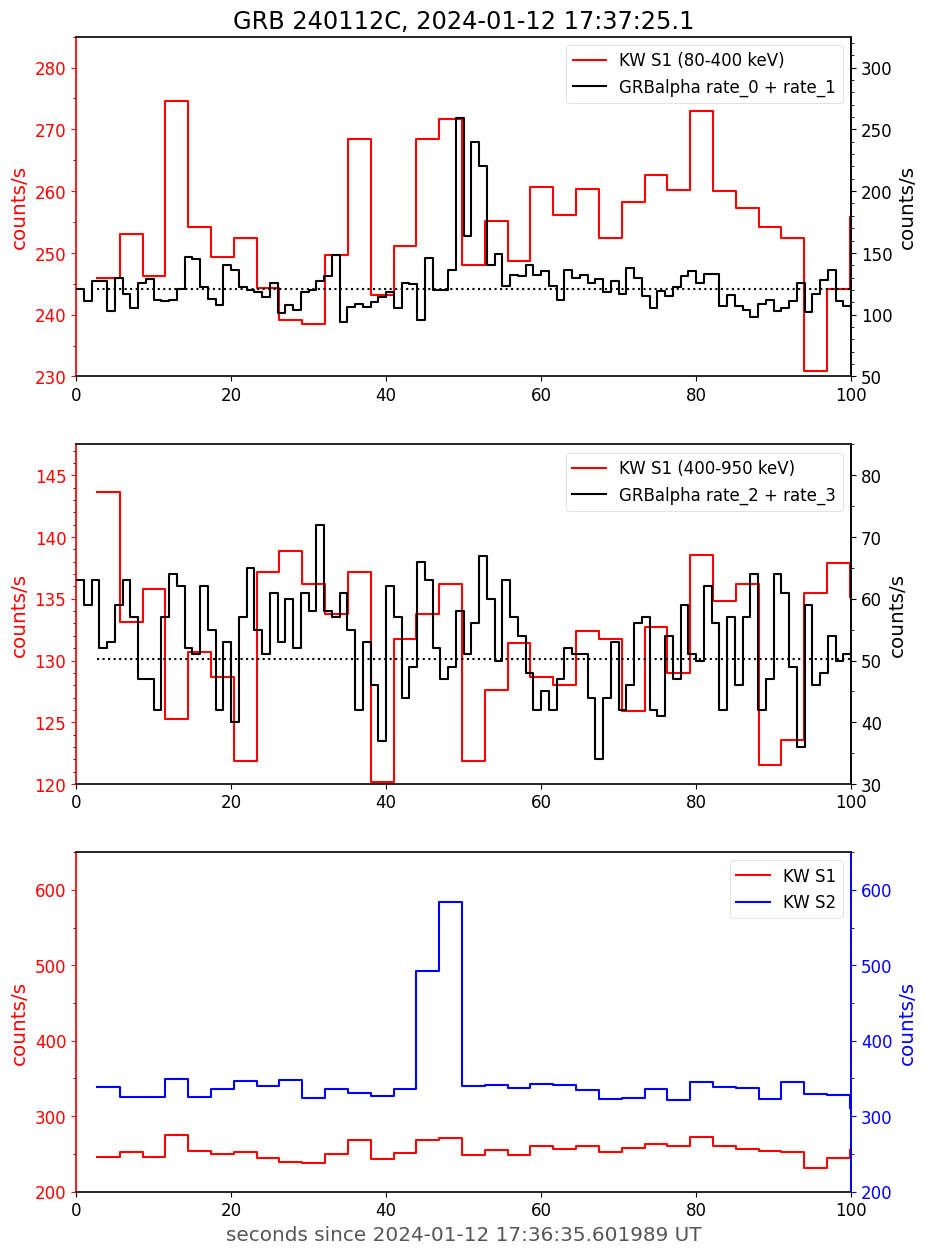 GRB 240112C, 2024-01-12 17:37:25.1
KW S1 (80-400 keV)
GRBalpha rate_0 + rate_1
counts/s
280
270
260
250
240
230
300
250
200
150
100
50
counts/s
0 20 40 60 80 100
KW S1 (400-950 keV)
GRBalpha rate_2 + rate_3
counts/s
145
140
135
130
125
120
80
70
60
50
40
30
counts/s
0 20 40 60 80 100
KW S1
KW S2
counts/s
600
500
400
300
200
600
500
400
300
200
counts/s
0 20 40 60 80 100
seconds since 2024-01-12 17:36:35.601989 UT